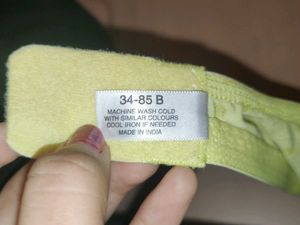 34-85 B
MACHINE WASH COLD
WITH SIMILAR COLOURS
COOL IRON IF NEEDED
MADE IN INDIA